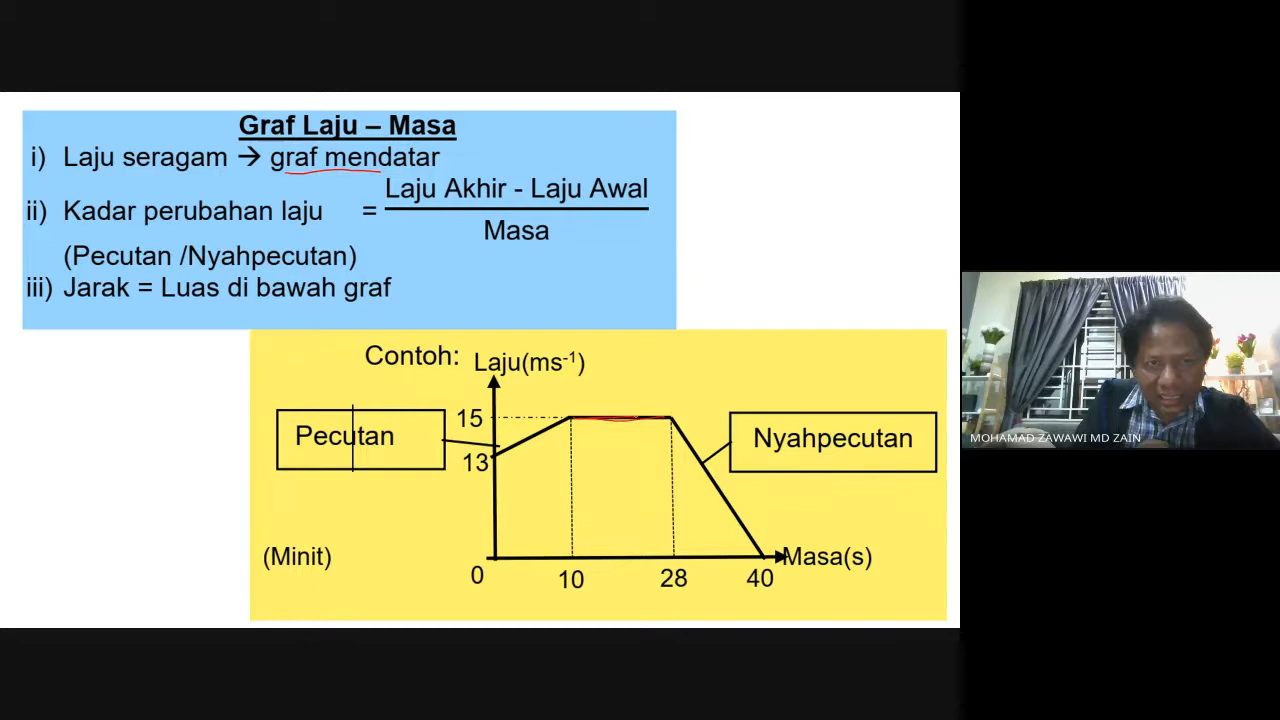 Graf Laju – Masa
i) Laju seragam → graf mendatar
ii) Kadar perubahan laju = Laju Akhir - Laju Awal
Masa
(Pecutan /Nyahpecutan)
iii) Jarak = Luas di bawah graf
Contoh:
Laju(ms⁻¹)
15
Pecutan
Nyahpecutan
13
(Minit)
Masa(s)
0
10
28
40
MOHAMAD ZAWAWI MD ZAIN